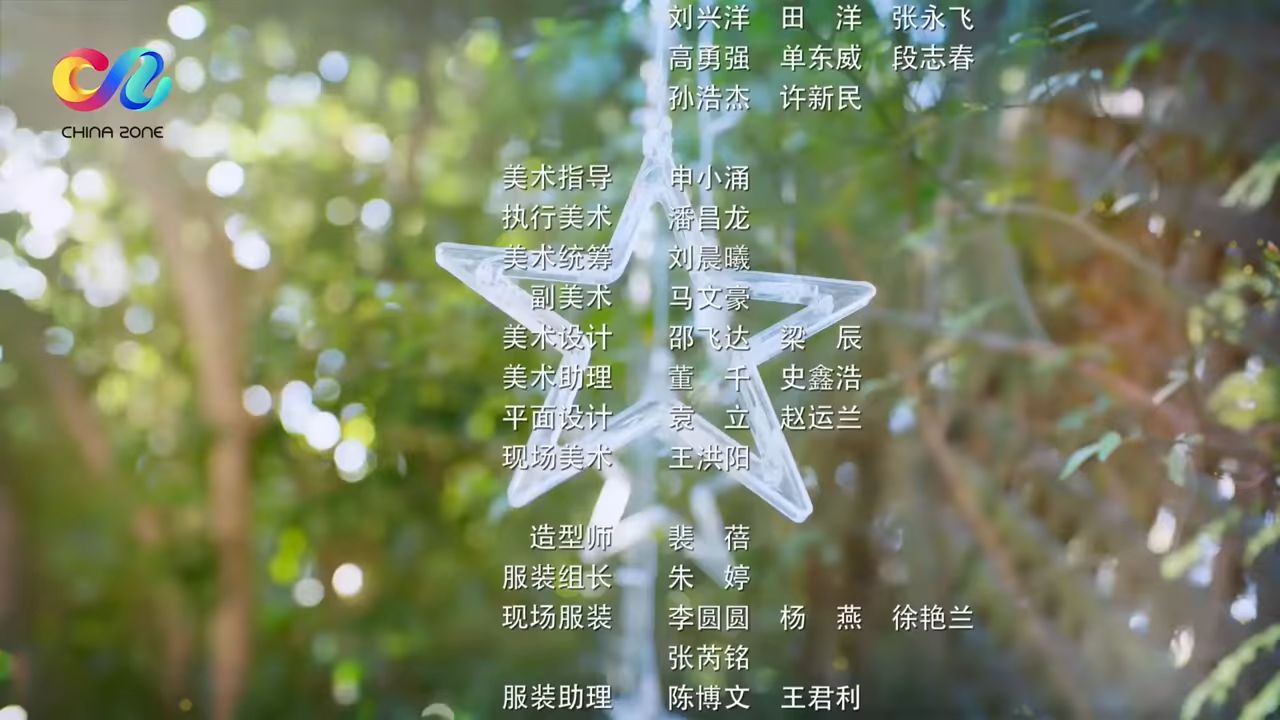 刘兴洋 田 洋 张永飞
高勇强 单东威 段志春
CHINA ZONE
孙浩杰 许新民
美术指导 申小涌
执行美术 潘昌龙
美术统筹 刘晨曦
副美术 马文豪
美术设计 邵飞达 梁 辰
美术助理 董 千 史鑫浩
平面设计 袁 立 赵运兰
现场美术 王洪阳
造型师 裴 蓓
服装组长 朱 婷
现场服装 李圆圆 杨 燕 徐艳兰
张芮铭
服装助理 陈博文 王君利